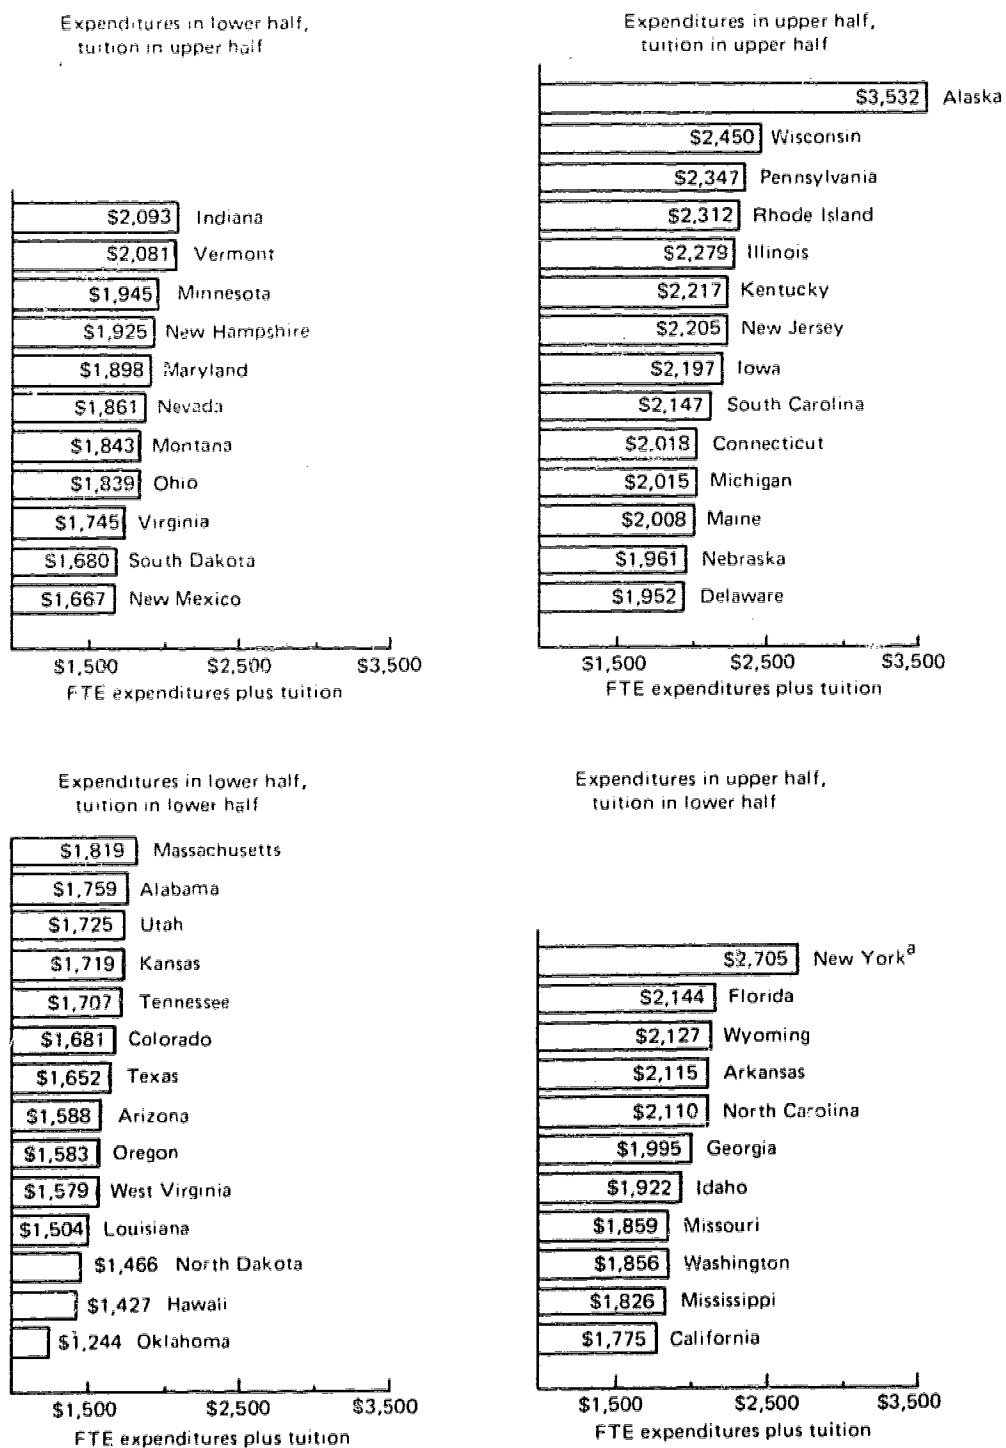 Expenditures in lower half,
tuition in upper half
$2,093 Indiana
$2,081 Vermont
$1,945 Minnesota
$1,925 New Hampshire
$1,898 Maryland
$1,861 Nevada
$1,843 Montana
$1,839 Ohio
$1,745 Virginia
$1,680 South Dakota
$1,667 New Mexico
$1,500 $2,500 $3,500
FTE expenditures plus tuition
Expenditures in upper half,
tuition in upper half
$3,532 Alaska
$2,450 Wisconsin
$2,347 Pennsylvania
$2,312 Rhode Island
$2,279 Illinois
$2,217 Kentucky
$2,205 New Jersey
$2,197 Iowa
$2,147 South Carolina
$2,018 Connecticut
$2,015 Michigan
$2,008 Maine
$1,961 Nebraska
$1,952 Delaware
$1,500 $2,500 $3,500
FTE expenditures plus tuition
Expenditures in lower half,
tuition in lower half
$1,819 Massachusetts
$1,759 Alabama
$1,725 Utah
$1,719 Kansas
$1,707 Tennessee
$1,681 Colorado
$1,652 Texas
$1,588 Arizona
$1,583 Oregon
$1,579 West Virginia
$1,504 Louisiana
$1,466 North Dakota
$1,427 Hawaii
$1,244 Oklahoma
$1,500 $2,500 $3,500
FTE expenditures plus tuition
Expenditures in upper half,
tuition in lower half
$2,705 New Yorkᵃ
$2,144 Florida
$2,127 Wyoming
$2,115 Arkansas
$2,110 North Carolina
$1,995 Georgia
$1,922 Idaho
$1,859 Missouri
$1,856 Washington
$1,826 Mississippi
$1,775 California
$1,500 $2,500 $3,500
FTE expenditures plus tuition